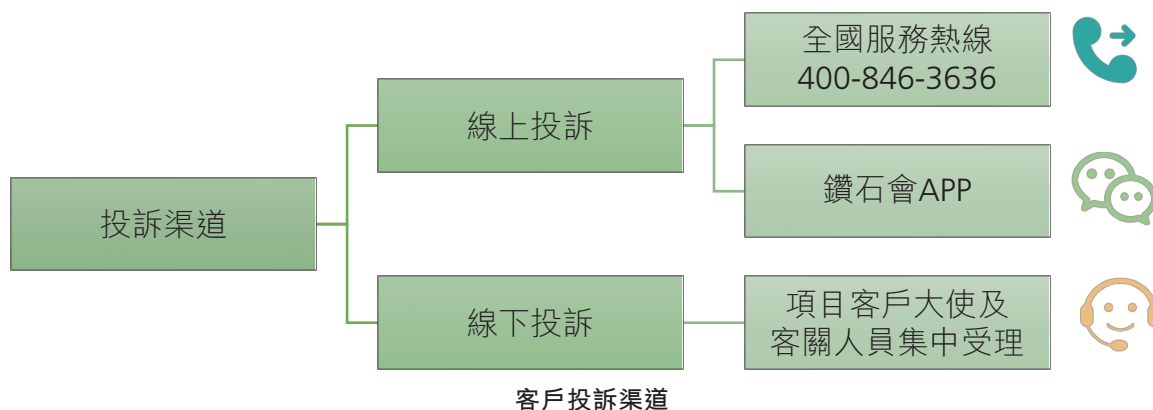 投訴渠道
線上投訴
全國服務熱線
400-846-3636
鑽石會APP
線下投訴
項目客戶大使及
客關人員集中受理
客戶投訴渠道